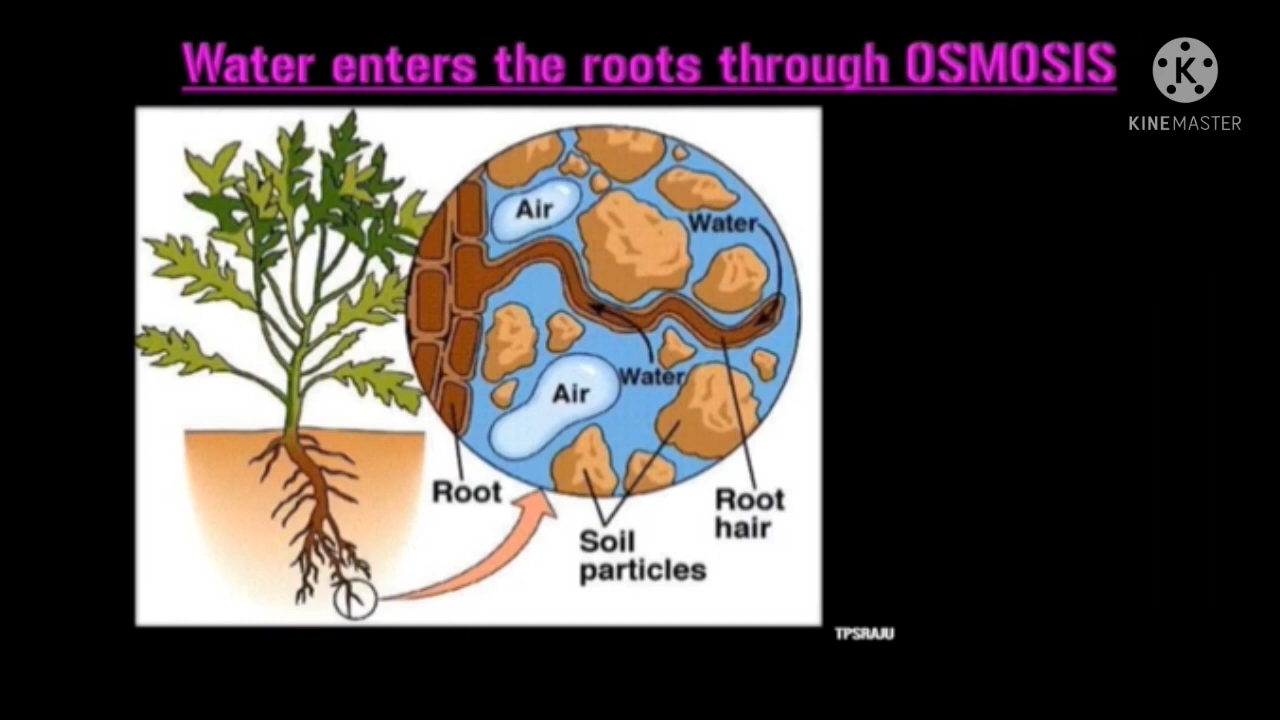 Water enters the roots through OSMOSIS
K
KINEMASTER
Air
Water
Water
Air
Root
Root
hair
Soil
particles
TPSRAJU